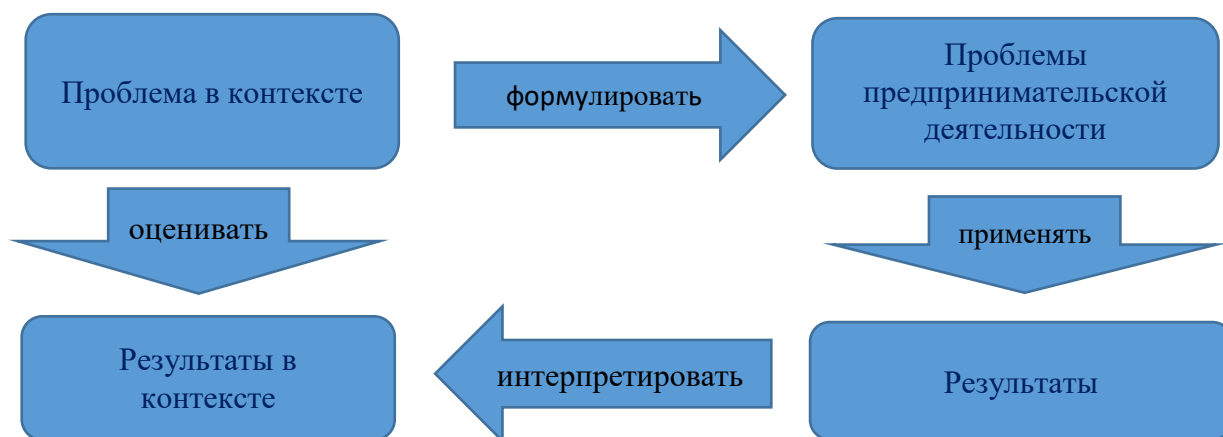 Проблема в контексте
формулировать
Проблемы
предпринимательской
деятельности
оценивать
применять
Результаты в
контексте
интерпретировать
Результаты